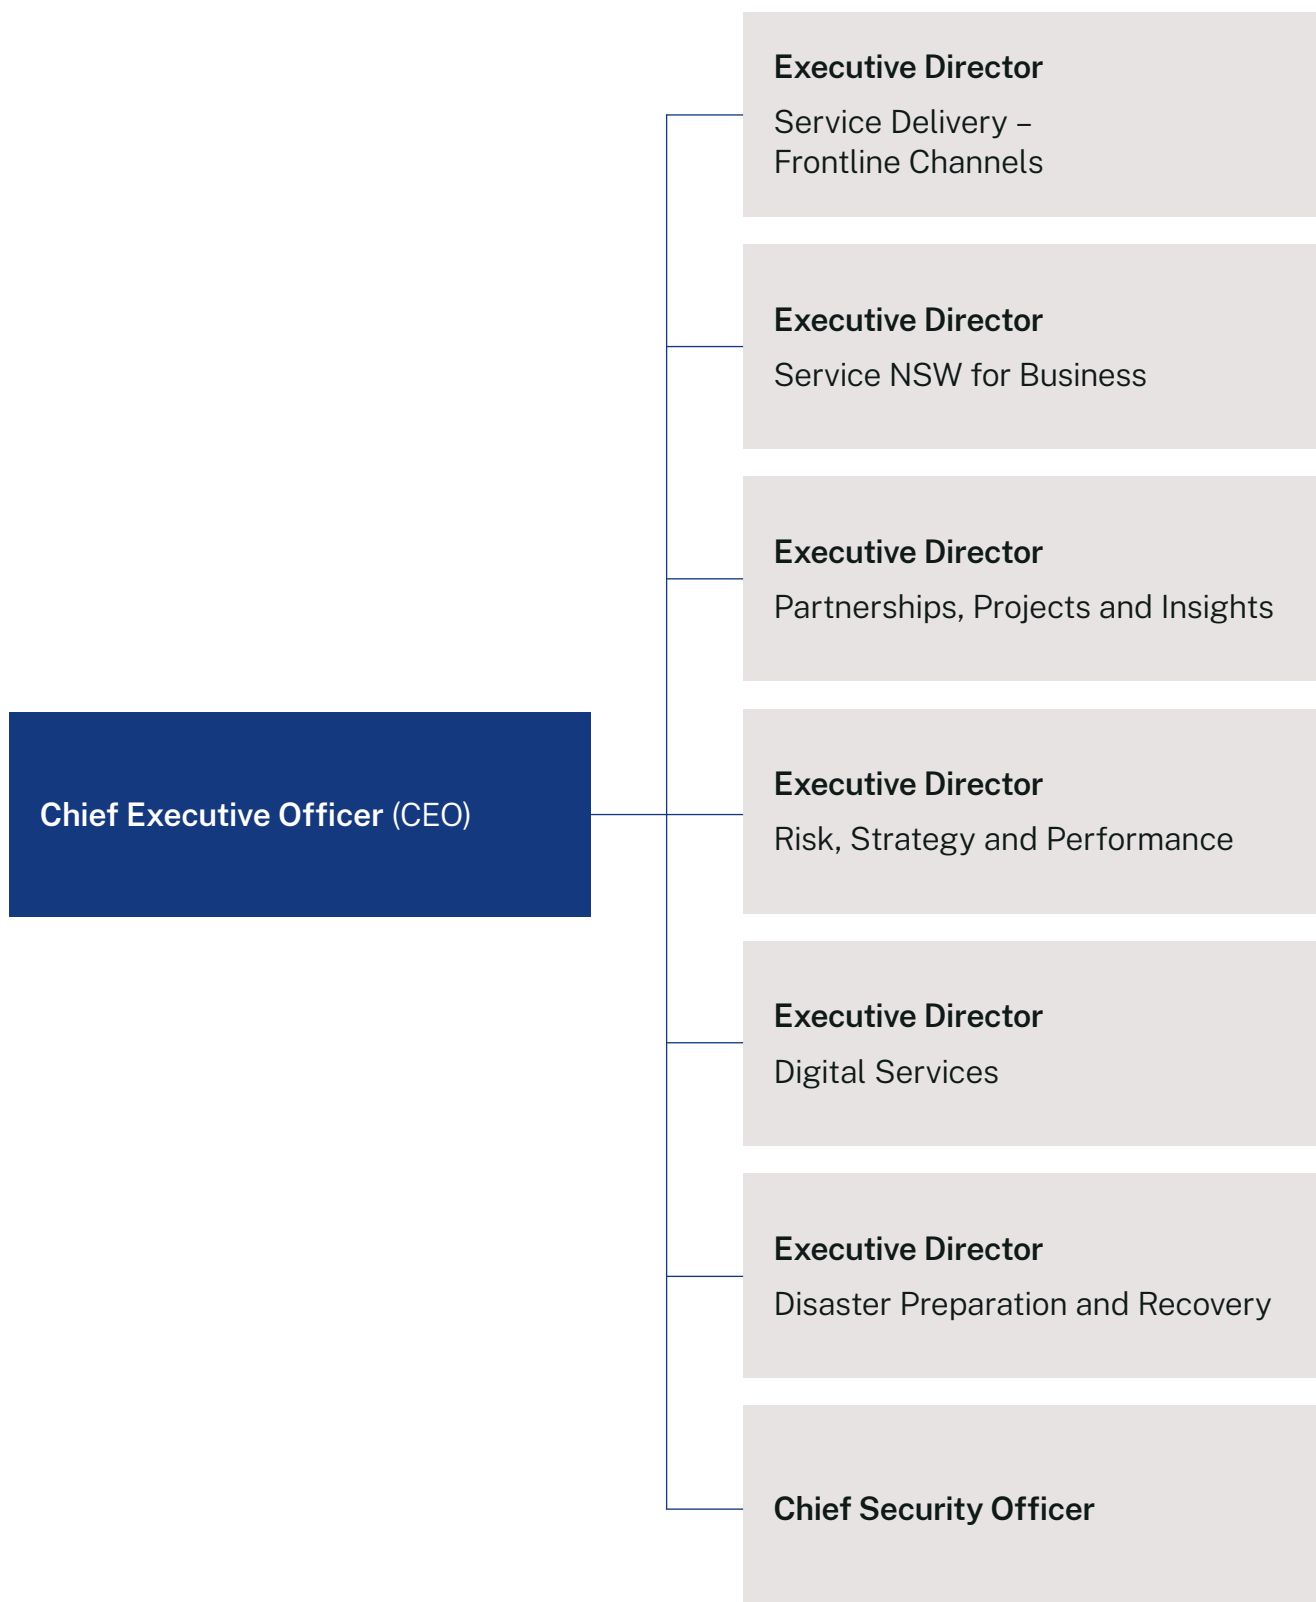 Executive Director
Service Delivery –
Frontline Channels
Executive Director
Service NSW for Business
Executive Director
Partnerships, Projects and Insights
Chief Executive Officer (CEO)
Executive Director
Risk, Strategy and Performance
Executive Director
Digital Services
Executive Director
Disaster Preparation and Recovery
Chief Security Officer